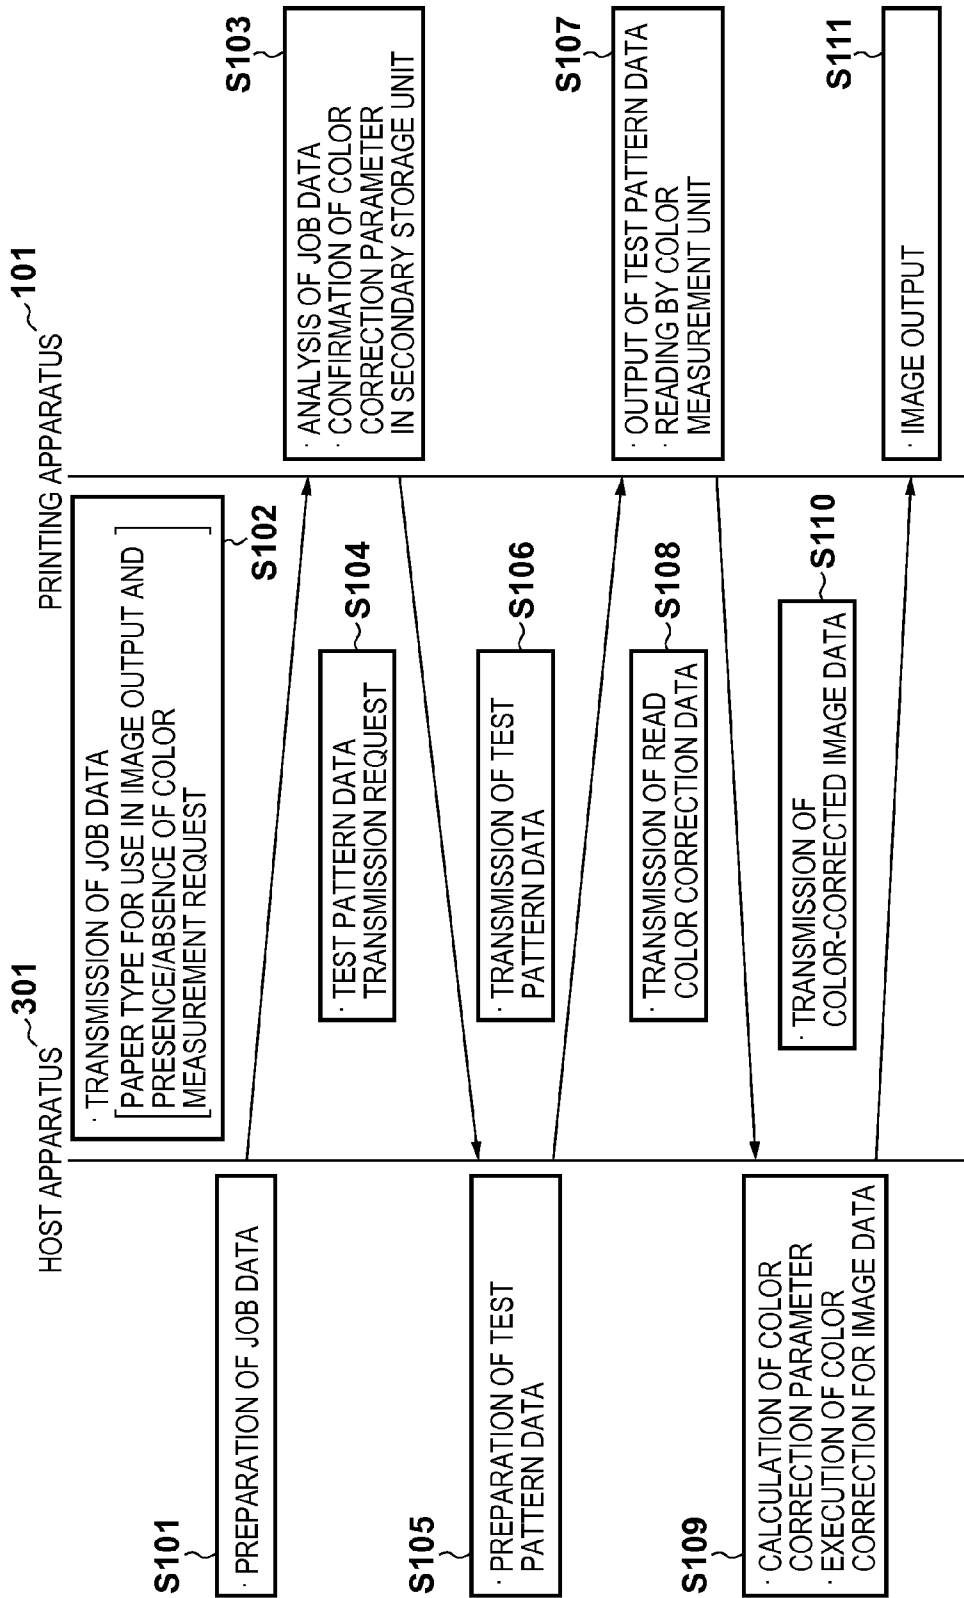 HOST APPARATUS 301
PRINTING APPARATUS 101
S101
· PREPARATION OF JOB DATA
· TRANSMISSION OF JOB DATA
[PAPER TYPE FOR USE IN IMAGE OUTPUT AND
PRESENCE/ABSENCE OF COLOR
MEASUREMENT REQUEST]
S102
S103
· ANALYSIS OF JOB DATA
· CONFIRMATION OF COLOR
CORRECTION PARAMETER
IN SECONDARY STORAGE UNIT
· TEST PATTERN DATA
TRANSMISSION REQUEST
S104
S105
· PREPARATION OF TEST
PATTERN DATA
· TRANSMISSION OF TEST
PATTERN DATA
S106
S107
· OUTPUT OF TEST PATTERN DATA
· READING BY COLOR
MEASUREMENT UNIT
· TRANSMISSION OF READ
COLOR CORRECTION DATA
S108
S109
· CALCULATION OF COLOR
CORRECTION PARAMETER
· EXECUTION OF COLOR
CORRECTION FOR IMAGE DATA
· TRANSMISSION OF
COLOR-CORRECTED IMAGE DATA
S110
S111
· IMAGE OUTPUT